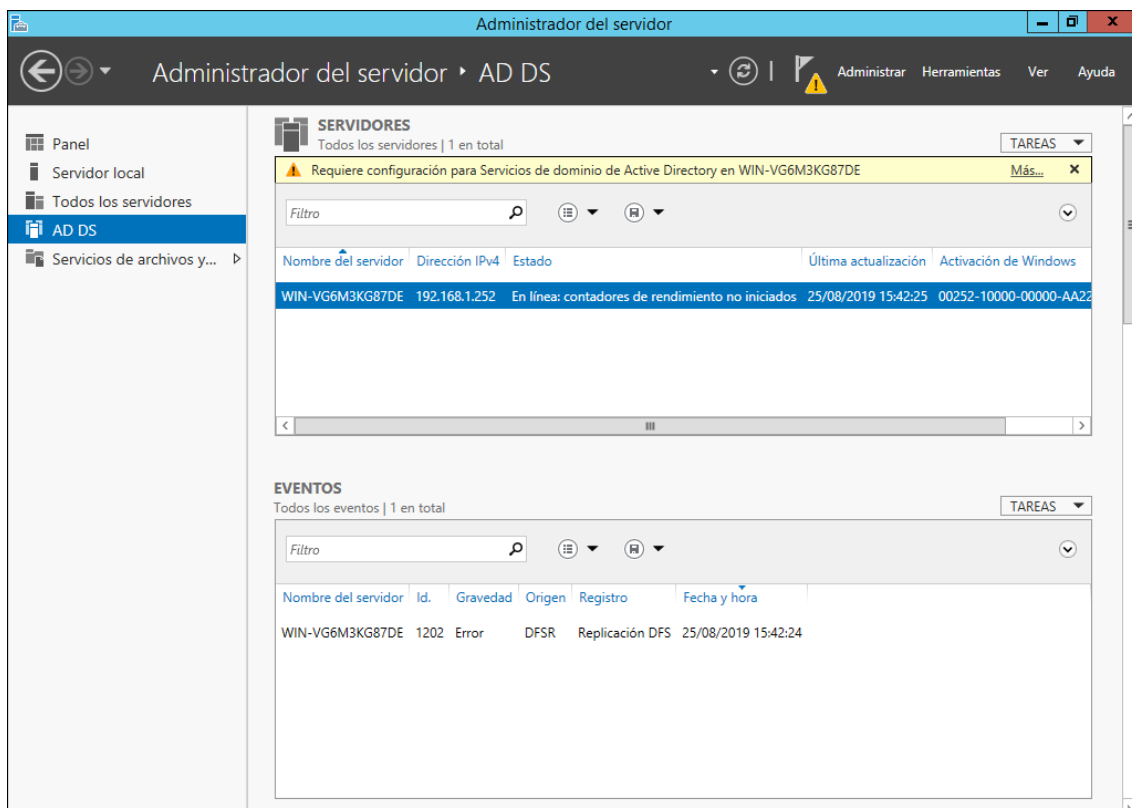 Administrador del servidor
Administrador del servidor ‣ AD DS
Administrar Herramientas Ver Ayuda
Panel
Servidor local
Todos los servidores
AD DS
Servicios de archivos y...
SERVIDORES
Todos los servidores | 1 en total
TAREAS
Requiere configuración para Servicios de dominio de Active Directory en WIN-VG6M3KG87DE Más...
Filtro
Nombre del servidor Dirección IPv4 Estado Última actualización Activación de Windows
WIN-VG6M3KG87DE 192.168.1.252 En línea: contadores de rendimiento no iniciados 25/08/2019 15:42:25 00252-10000-00000-AA22
EVENTOS
Todos los eventos | 1 en total
TAREAS
Filtro
Nombre del servidor Id. Gravedad Origen Registro Fecha y hora
WIN-VG6M3KG87DE 1202 Error DFSR Replicación DFS 25/08/2019 15:42:24